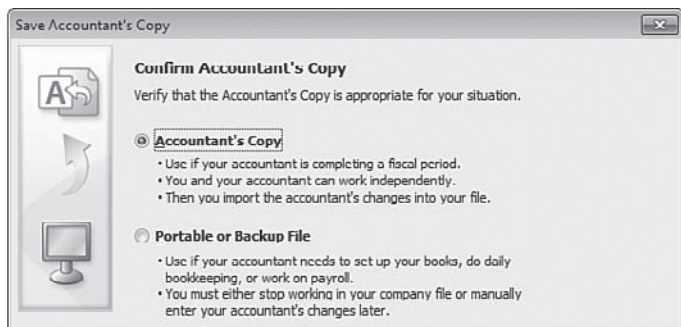 Save Accountant's Copy
Confirm Accountant's Copy
Verify that the Accountant's Copy is appropriate for your situation.
Accountant's Copy
• Use if your accountant is completing a fiscal period.
• You and your accountant can work independently.
• Then you import the accountant's changes into your file.
Portable or Backup File
• Use if your accountant needs to set up your books, do daily
bookkeeping, or work on payroll.
• You must either stop working in your company file or manually
enter your accountant's changes later.